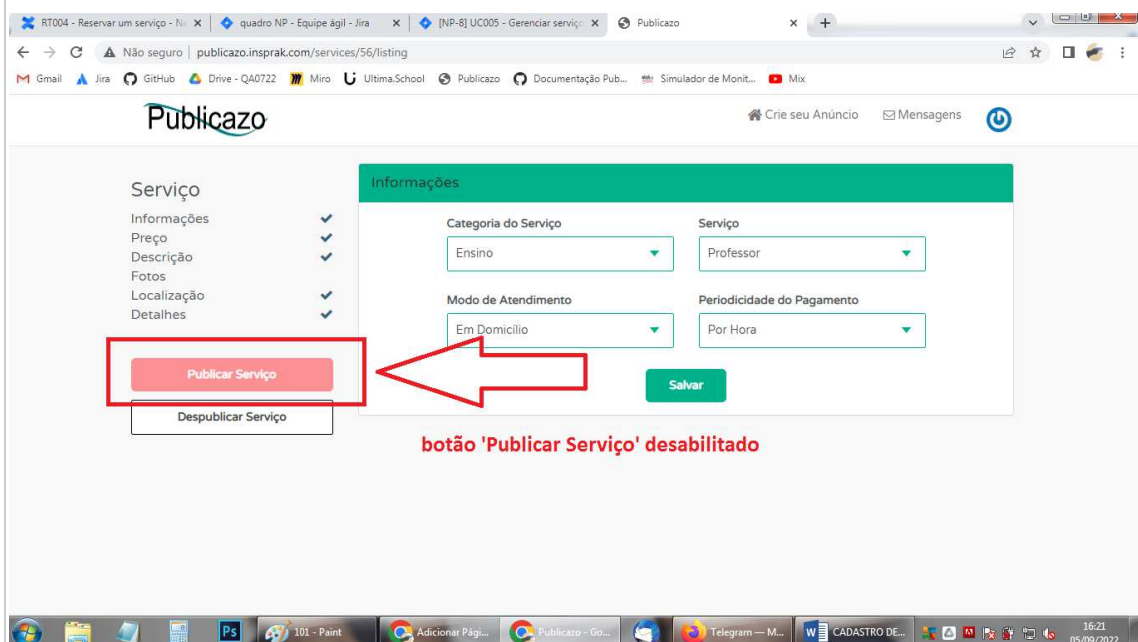 RT004 - Reservar um serviço - Ne
quadro NP - Equipe ágil - Jira
[NP-8] UC005 - Gerenciar serviço
Publicazo
Não seguro
publicazo.insprak.com/services/56/listing
Gmail
Jira
GitHub
Drive - QA0722
Miro
Ultima.School
Publicazo
Documentação Pub...
Simulador de Monit...
Mix
Publicazo
Crie seu Anúncio
Mensagens
Serviço
Informações
Preço
Descrição
Fotos
Localização
Detalhes
Publicar Serviço
Despublicar Serviço
Informações
Categoria do Serviço
Serviço
Ensino
Professor
Modo de Atendimento
Periodicidade do Pagamento
Em Domicílio
Por Hora
Salvar
botão 'Publicar Serviço' desabilitado
Ps
101 - Paint
Adicionar Pági...
Publicazo - Go...
Telegram — M...
W
CADASTRO DE...
16:21
05/09/2022